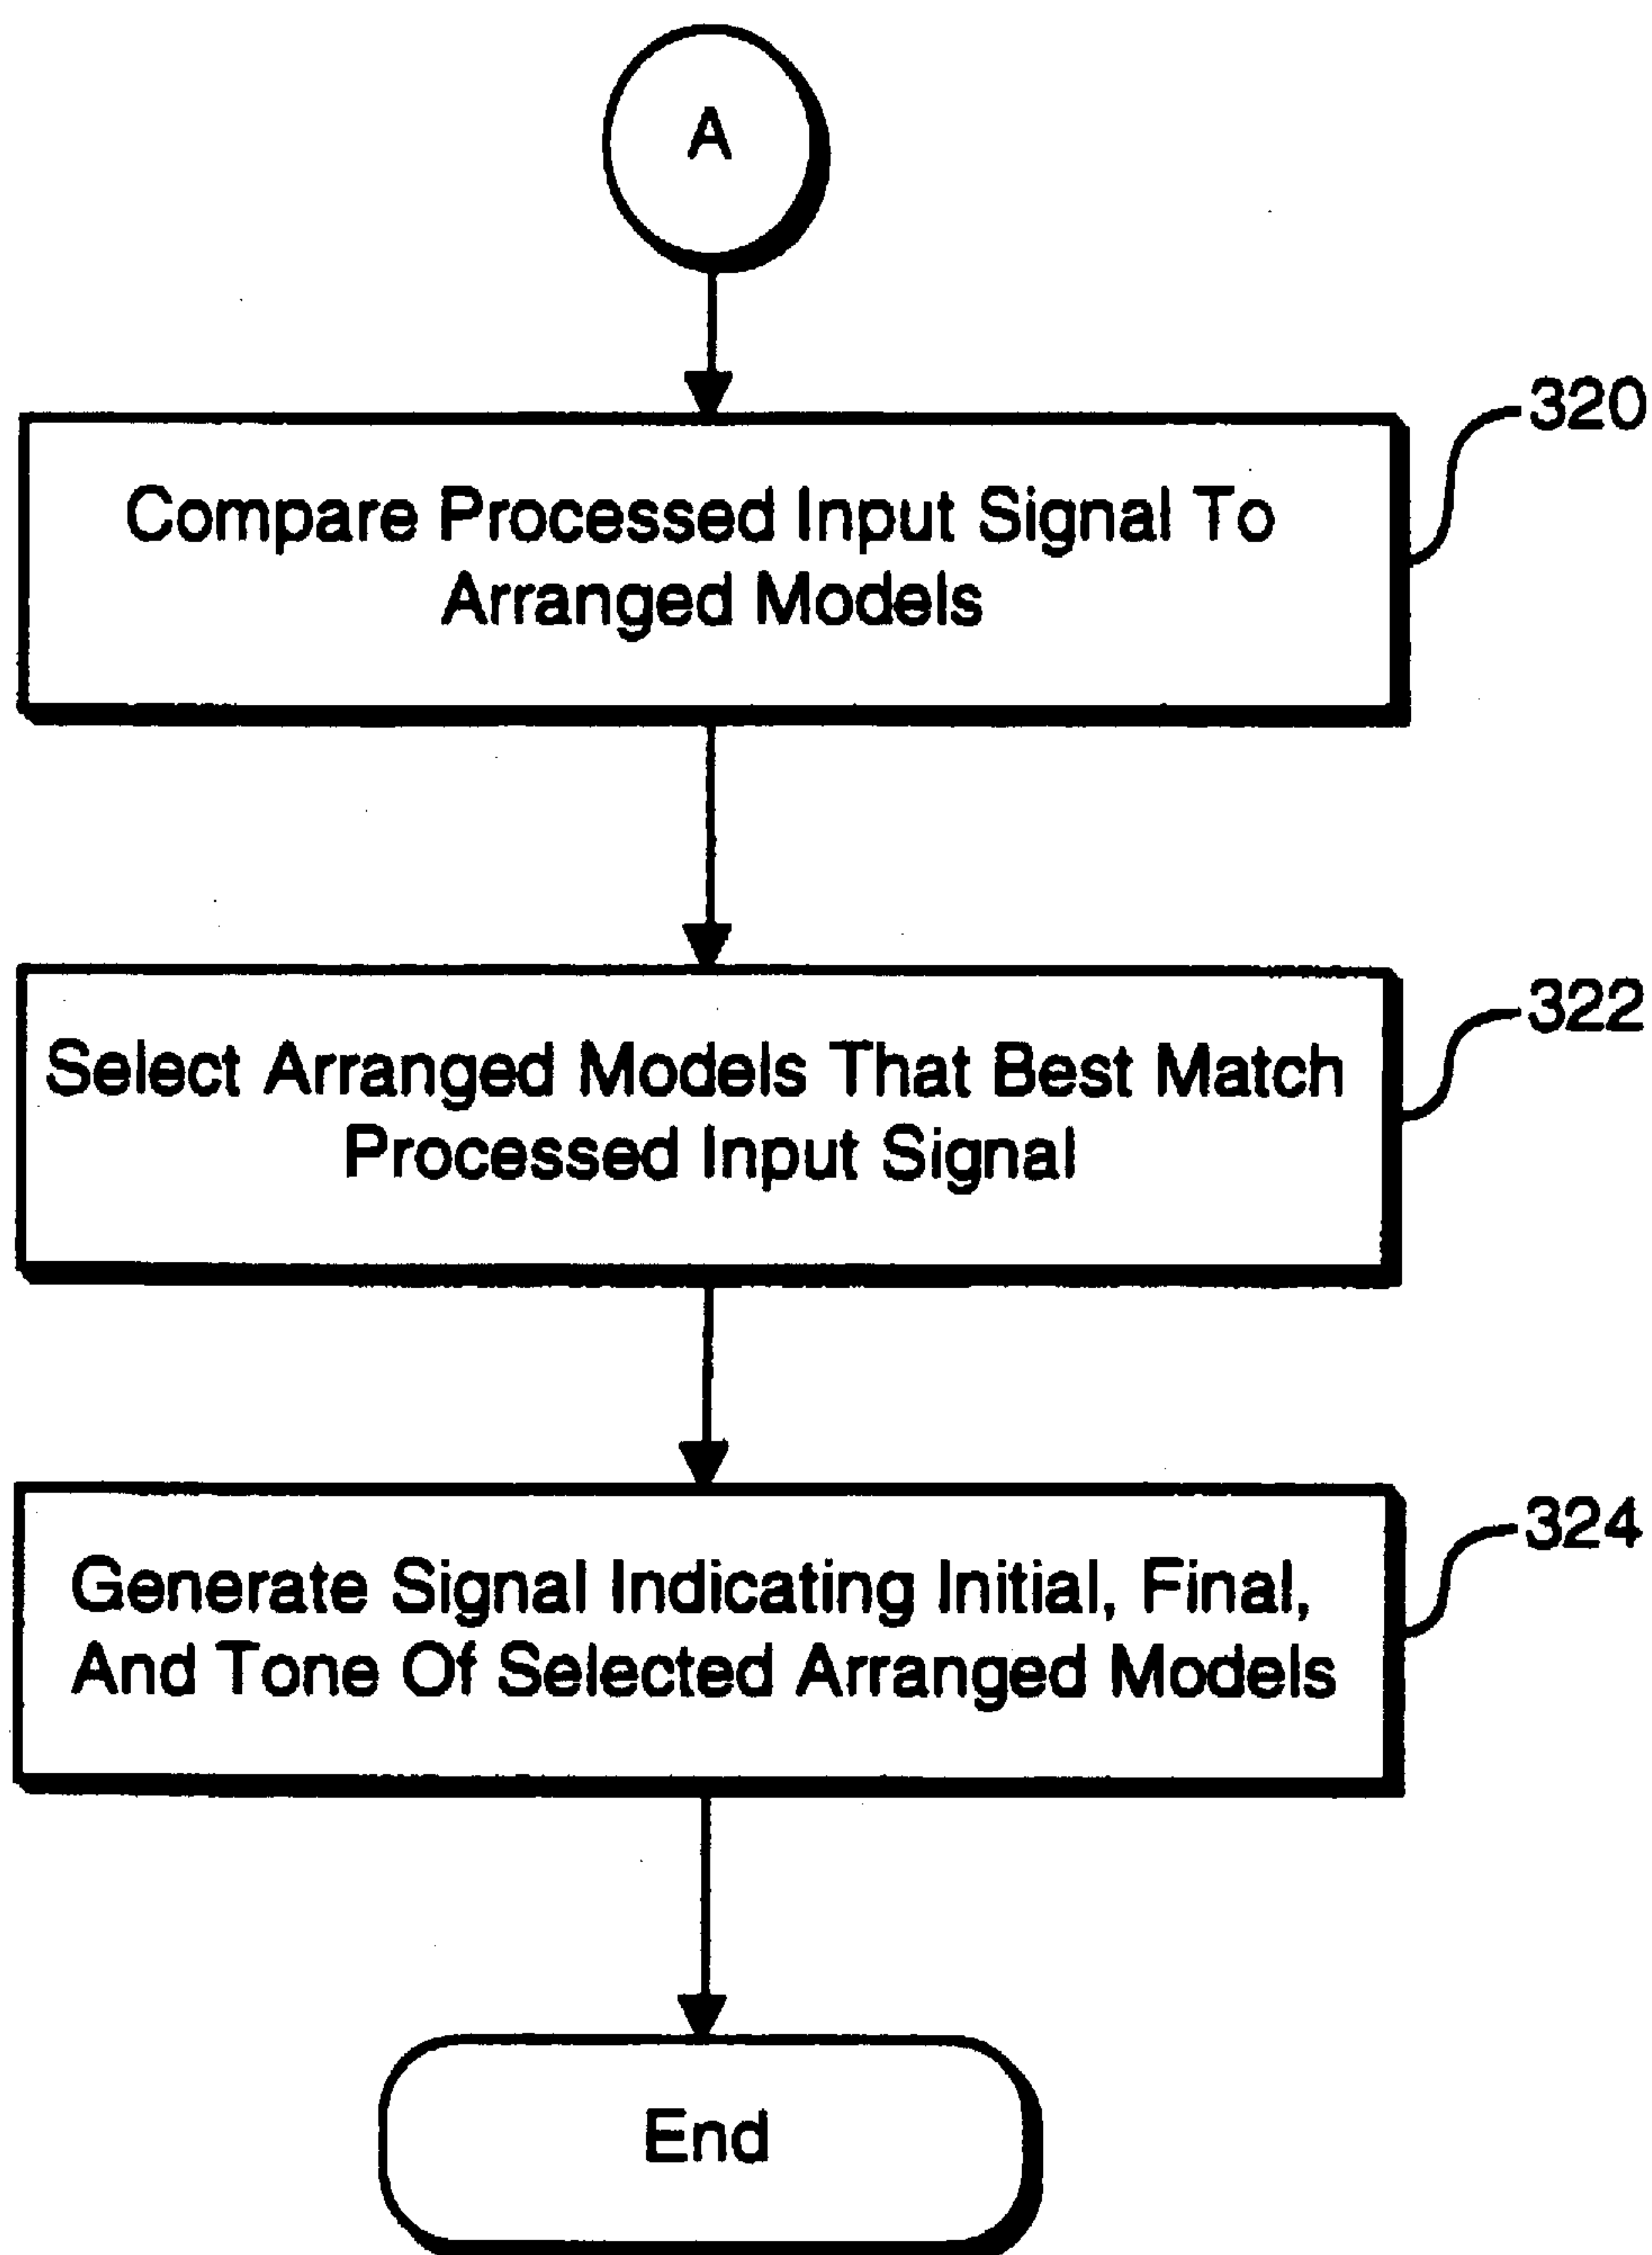 A
320
Compare Processed Input Signal To
Arranged Models
322
Select Arranged Models That Best Match
Processed Input Signal
324
Generate Signal Indicating Initial, Final,
And Tone Of Selected Arranged Models
End